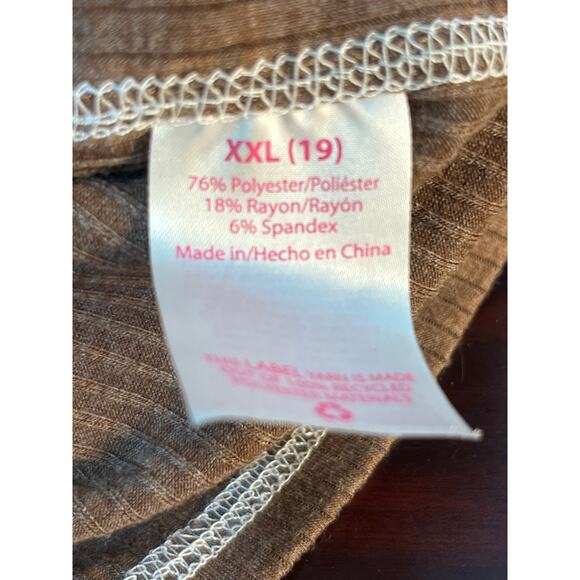 XXL (19)
76% Polyester/Poliéster
18% Rayon/Rayón
6% Spandex
Made in/Hecho en China
THIS LABEL YARN IS MADE
OUT OF 100% RECYCLED
POLYESTER MATERIALS